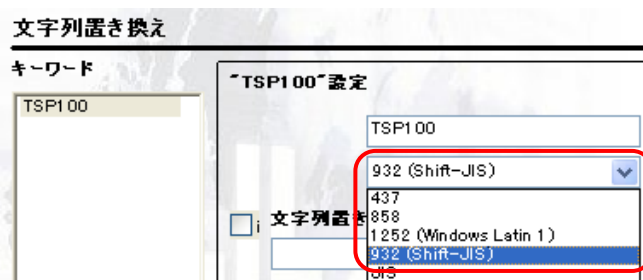 文字列置き換え
キーワード
TSP100
"TSP100"設定
TSP100
932 (Shift-JIS)
437
858
1252 (Windows Latin 1)
932 (Shift-JIS)
JIS
i
文字列置き